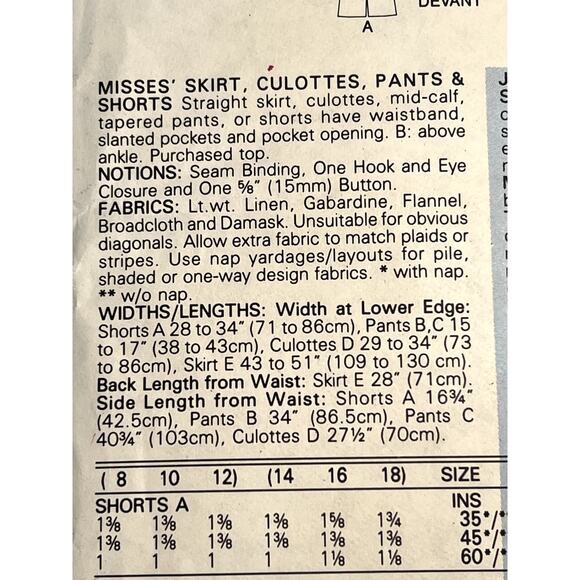 DEVANT
A
MISSES' SKIRT, CULOTTES, PANTS &
SHORTS Straight skirt, culottes, mid-calf,
tapered pants, or shorts have waistband,
slanted pockets and pocket opening. B: above
ankle. Purchased top.
NOTIONS: Seam Binding, One Hook and Eye
Closure and One ⅝" (15mm) Button.
FABRICS: Lt.wt. Linen, Gabardine, Flannel,
Broadcloth and Damask. Unsuitable for obvious
diagonals. Allow extra fabric to match plaids or
stripes. Use nap yardages/layouts for pile,
shaded or one-way design fabrics. * with nap.
** w/o nap.
WIDTHS/LENGTHS: Width at Lower Edge:
Shorts A 28 to 34" (71 to 86cm), Pants B,C 15
to 17" (38 to 43cm), Culottes D 29 to 34" (73
to 86cm), Skirt E 43 to 51" (109 to 130 cm).
Back Length from Waist: Skirt E 28" (71cm).
Side Length from Waist: Shorts A 16¾"
(42.5cm), Pants B 34" (86.5cm), Pants C
40¾" (103cm), Culottes D 27½" (70cm).
( 8 10 12) (14 16 18) SIZE
SHORTS A INS
1⅜ 1⅜ 1⅜ 1⅜ 1⅝ 1¾ 35*/*
1⅜ 1⅜ 1⅜ 1⅜ 1⅜ 1⅜ 45*/*
1 1 1 1 1⅛ 1⅛ 60*/*